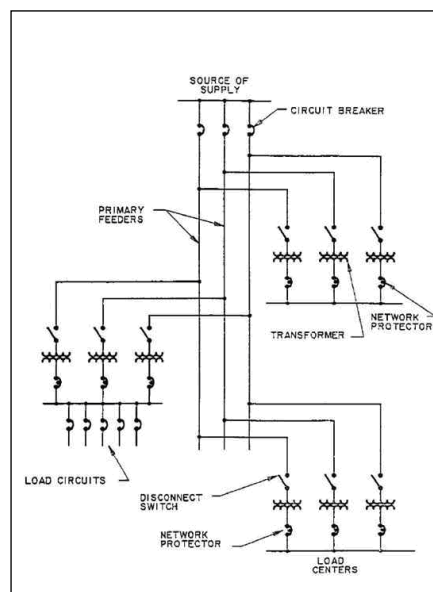 SOURCE OF
SUPPLY
CIRCUIT BREAKER
PRIMARY
FEEDERS
NETWORK
PROTECTOR
TRANSFORMER
LOAD CIRCUITS
DISCONNECT
SWITCH
NETWORK
PROTECTOR
LOAD
CENTERS